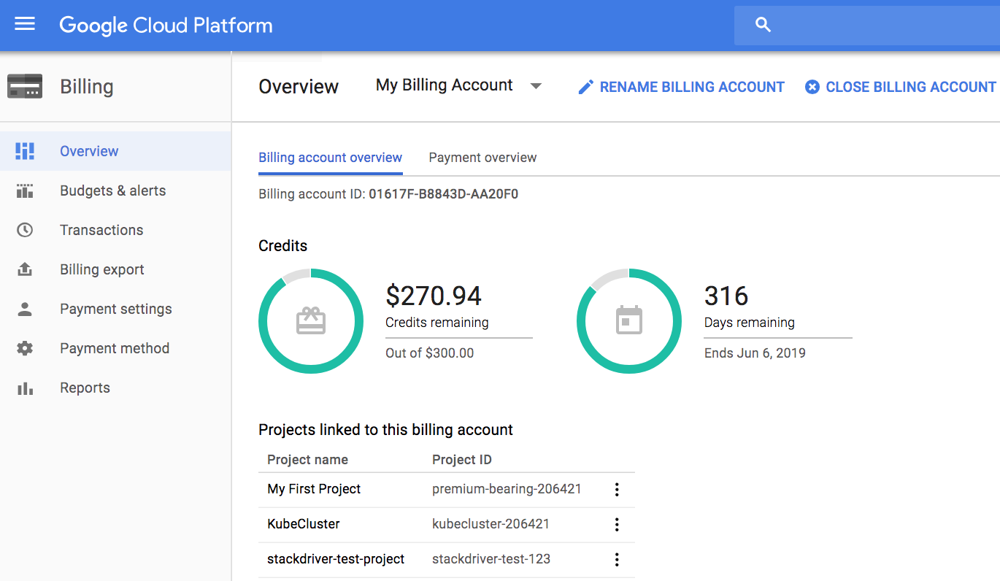 Google Cloud Platform
Billing
Overview
My Billing Account
RENAME BILLING ACCOUNT
CLOSE BILLING ACCOUNT
Overview
Budgets & alerts
Transactions
Billing export
Payment settings
Payment method
Reports
Billing account overview
Payment overview
Billing account ID: 01617F-B8843D-AA20F0
Credits
$270.94
Credits remaining
Out of $300.00
316
Days remaining
Ends Jun 6, 2019
Projects linked to this billing account
Project name Project ID
My First Project premium-bearing-206421
KubeCluster kubecluster-206421
stackdriver-test-project stackdriver-test-123